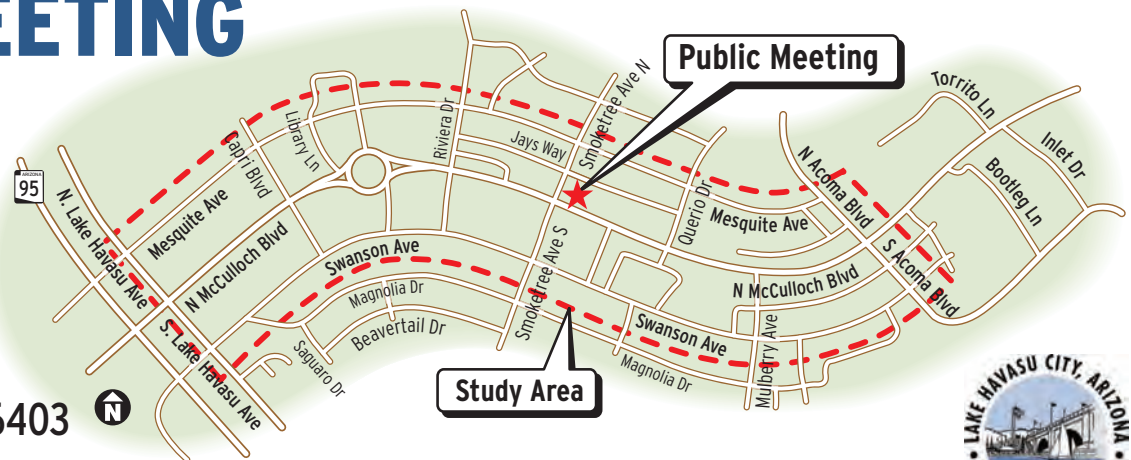 EETING
Public Meeting
Smoketree Ave N
Torrito Ln
Inlet Dr
Bootleg Ln
Riviera Dr
Library Ln
Capri Blvd
Jays Way
N Acoma Blvd
ARIZONA
95
N. Lake Havasu Ave
Mesquite Ave
Querio Dr
Mesquite Ave
N McCulloch Blvd
Swanson Ave
Smoketree Ave S
S Acoma Blvd
N McCulloch Blvd
Magnolia Dr
Beavertail Dr
S. Lake Havasu Ave
Saguaro Dr
Swanson Ave
Mulberry Ave
Magnolia Dr
Study Area
6403
N
• LAKE HAVASU CITY, ARIZONA •